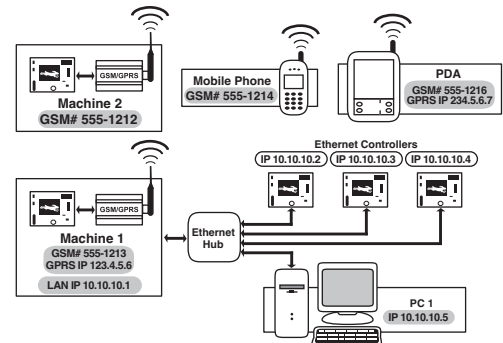 GSM/GPRS
Machine 2
GSM# 555-1212
Mobile Phone
GSM# 555-1214
PDA
GSM# 555-1216
GPRS IP 234.5.6.7
Ethernet Controllers
IP 10.10.10.2
IP 10.10.10.3
IP 10.10.10.4
GSM/GPRS
Machine 1
GSM# 555-1213
GPRS IP 123.4.5.6
LAN IP 10.10.10.1
Ethernet
Hub
PC 1
IP 10.10.10.5